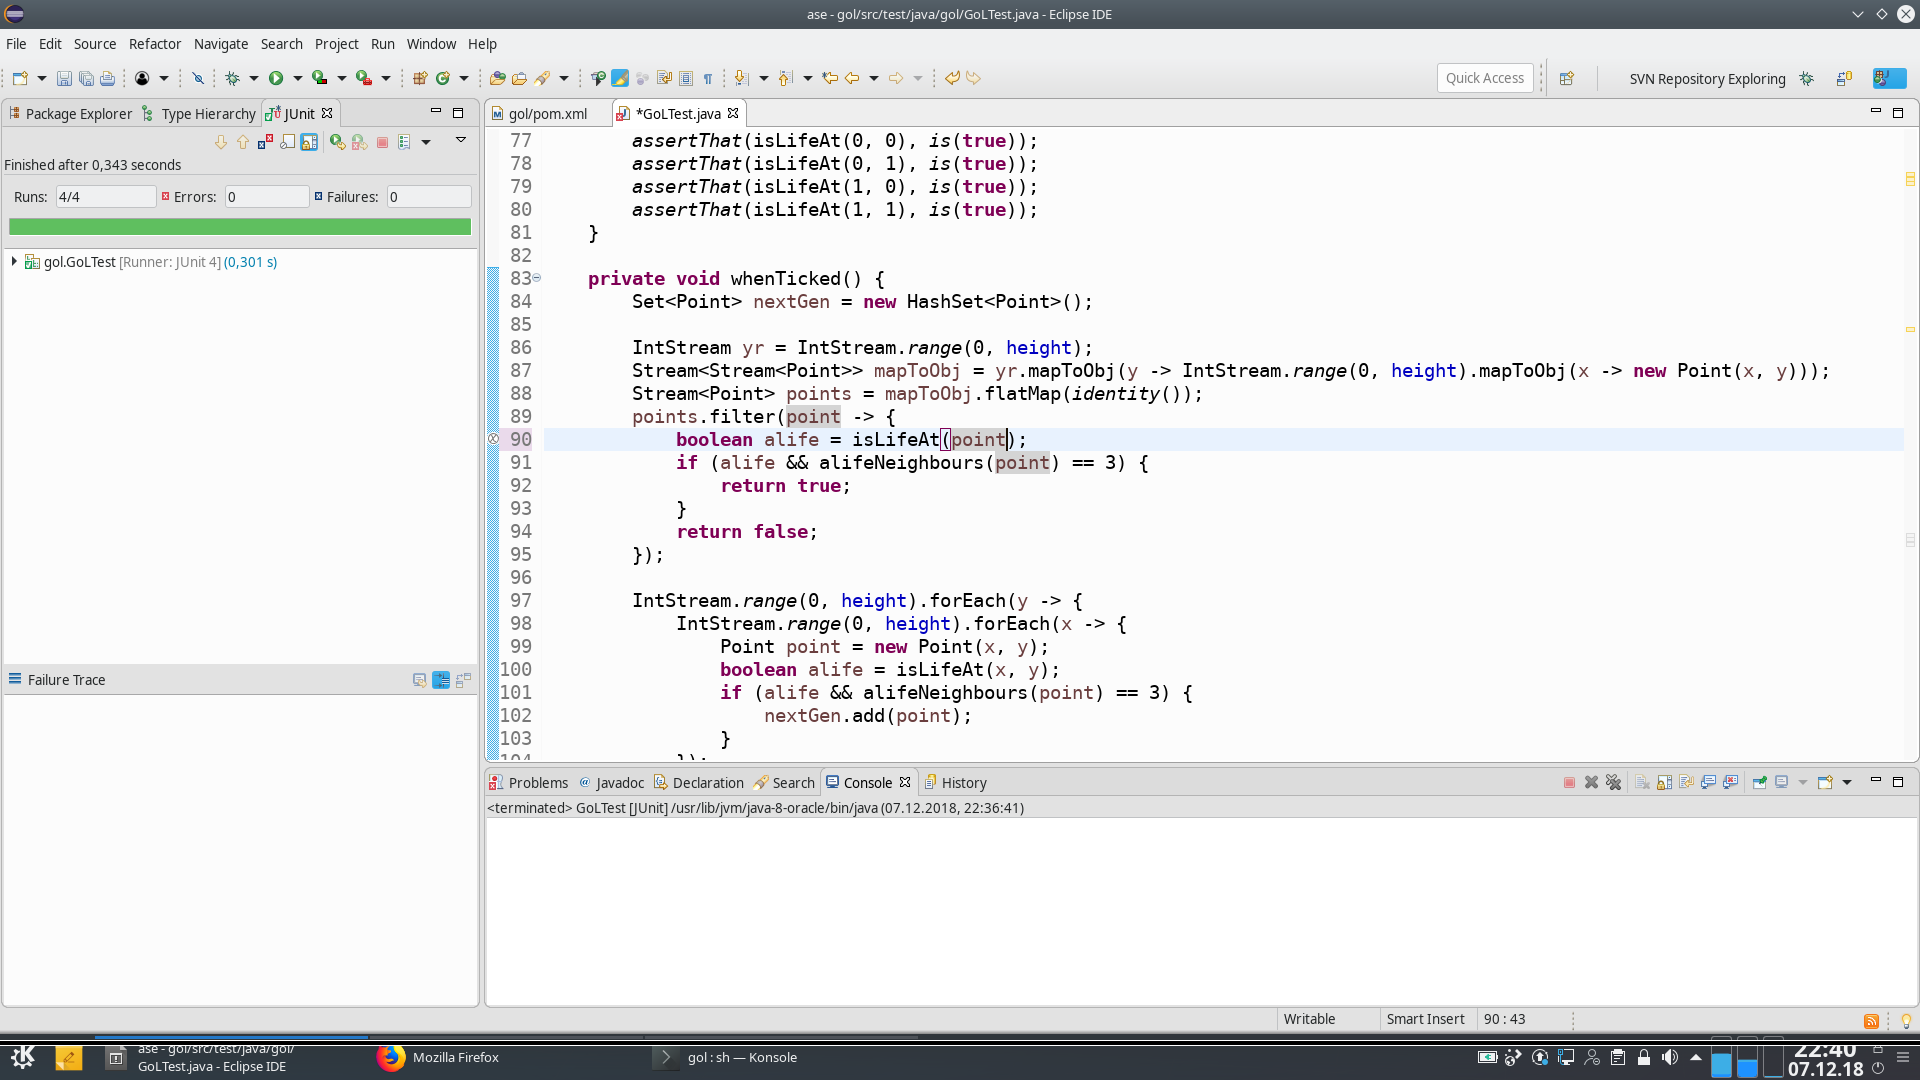 ase - gol/src/test/java/gol/GoLTest.java - Eclipse IDE
File Edit Source Refactor Navigate Search Project Run Window Help
Quick Access
SVN Repository Exploring
Package Explorer Type Hierarchy JUnit
Finished after 0,343 seconds
Runs: 4/4 Errors: 0 Failures: 0
gol.GoLTest [Runner: JUnit 4] (0,301 s)
Failure Trace
gol/pom.xml *GoLTest.java
77 assertThat(isLifeAt(0, 0), is(true));
78 assertThat(isLifeAt(0, 1), is(true));
79 assertThat(isLifeAt(1, 0), is(true));
80 assertThat(isLifeAt(1, 1), is(true));
81 }
82
83 private void whenTicked() {
84 Set<Point> nextGen = new HashSet<Point>();
85
86 IntStream yr = IntStream.range(0, height);
87 Stream<Stream<Point>> mapToObj = yr.mapToObj(y -> IntStream.range(0, height).mapToObj(x -> new Point(x, y)));
88 Stream<Point> points = mapToObj.flatMap(identity());
89 points.filter(point -> {
90 boolean alife = isLifeAt(point);
91 if (alife && alifeNeighbours(point) == 3) {
92 return true;
93 }
94 return false;
95 });
96
97 IntStream.range(0, height).forEach(y -> {
98 IntStream.range(0, height).forEach(x -> {
99 Point point = new Point(x, y);
100 boolean alife = isLifeAt(x, y);
101 if (alife && alifeNeighbours(point) == 3) {
102 nextGen.add(point);
103 }
104 });
Problems Javadoc Declaration Search Console History
<terminated> GoLTest [JUnit] /usr/lib/jvm/java-8-oracle/bin/java (07.12.2018, 22:36:41)
Writable Smart Insert 90 : 43
ase - gol/src/test/java/gol/
GoLTest.java - Eclipse IDE
Mozilla Firefox
gol : sh — Konsole
22:40
07.12.18